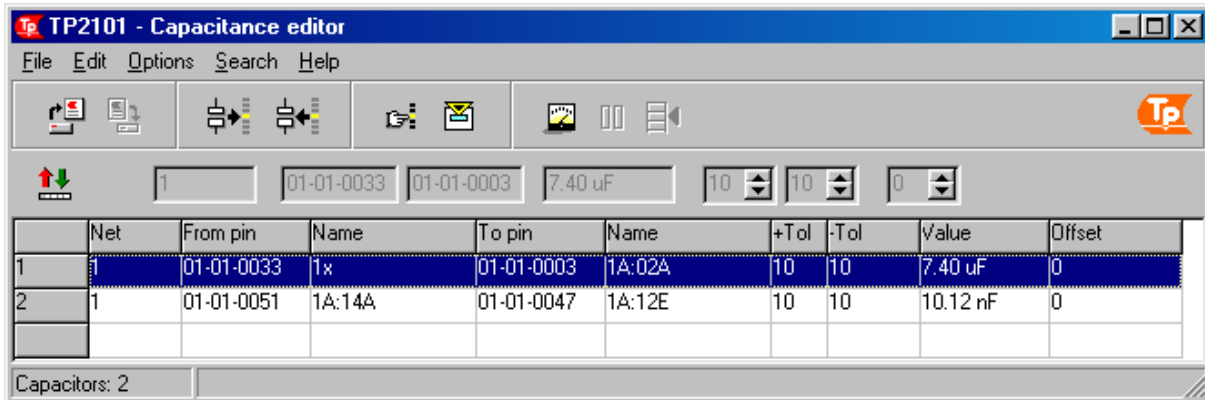 TP2101 - Capacitance editor
File Edit Options Search Help
Tp
1 01-01-0033 01-01-0003 7.40 uF 10 10 0
Net From pin Name To pin Name +Tol -Tol Value Offset
1 1 01-01-0033 1x 01-01-0003 1A:02A 10 10 7.40 uF 0
2 1 01-01-0051 1A:14A 01-01-0047 1A:12E 10 10 10.12 nF 0
Capacitors: 2